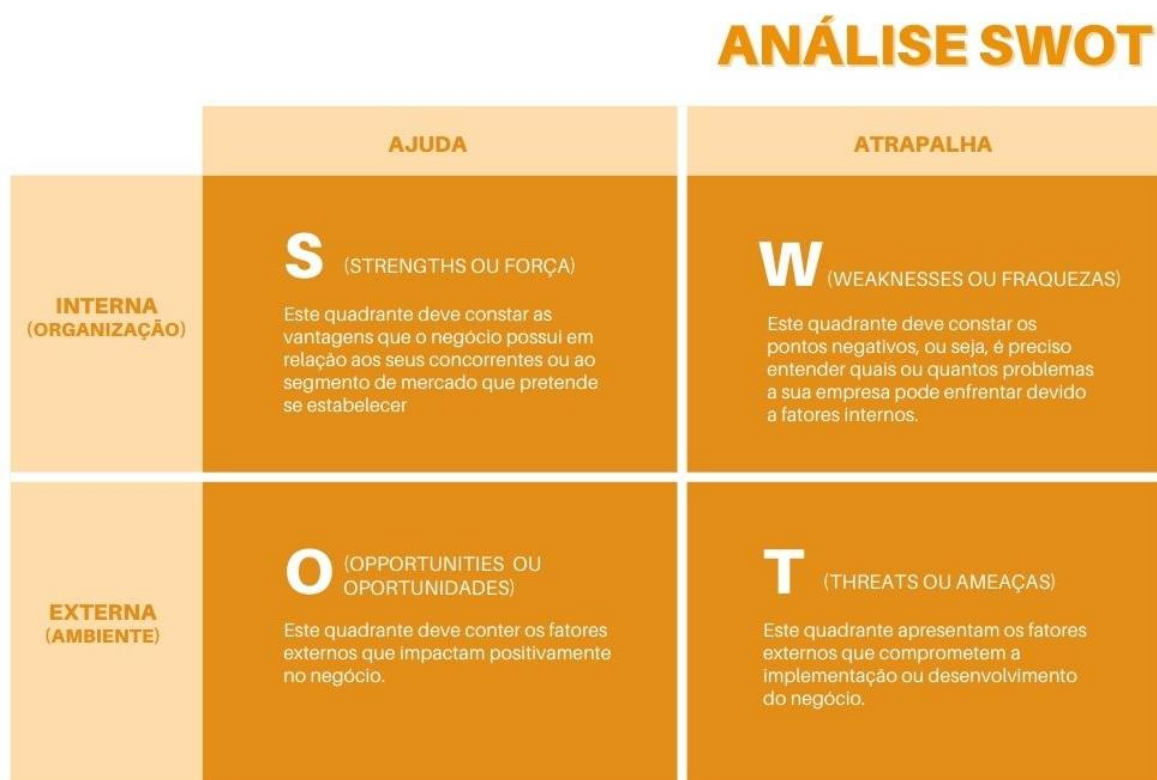 ANÁLISE SWOT
AJUDA
ATRAPALHA
INTERNA
(ORGANIZAÇÃO)
S (STRENGTHS OU FORÇA)
Este quadrante deve constar as
vantagens que o negócio possui em
relação aos seus concorrentes ou ao
segmento de mercado que pretende
se estabelecer
W (WEAKNESSES OU FRAQUEZAS)
Este quadrante deve constar os
pontos negativos, ou seja, é preciso
entender quais ou quantos problemas
a sua empresa pode enfrentar devido
a fatores internos.
EXTERNA
(AMBIENTE)
O (OPPORTUNITIES OU
OPORTUNIDADES)
Este quadrante deve conter os fatores
externos que impactam positivamente
no negócio.
T (THREATS OU AMEAÇAS)
Este quadrante apresentam os fatores
externos que comprometem a
implementação ou desenvolvimento
do negócio.